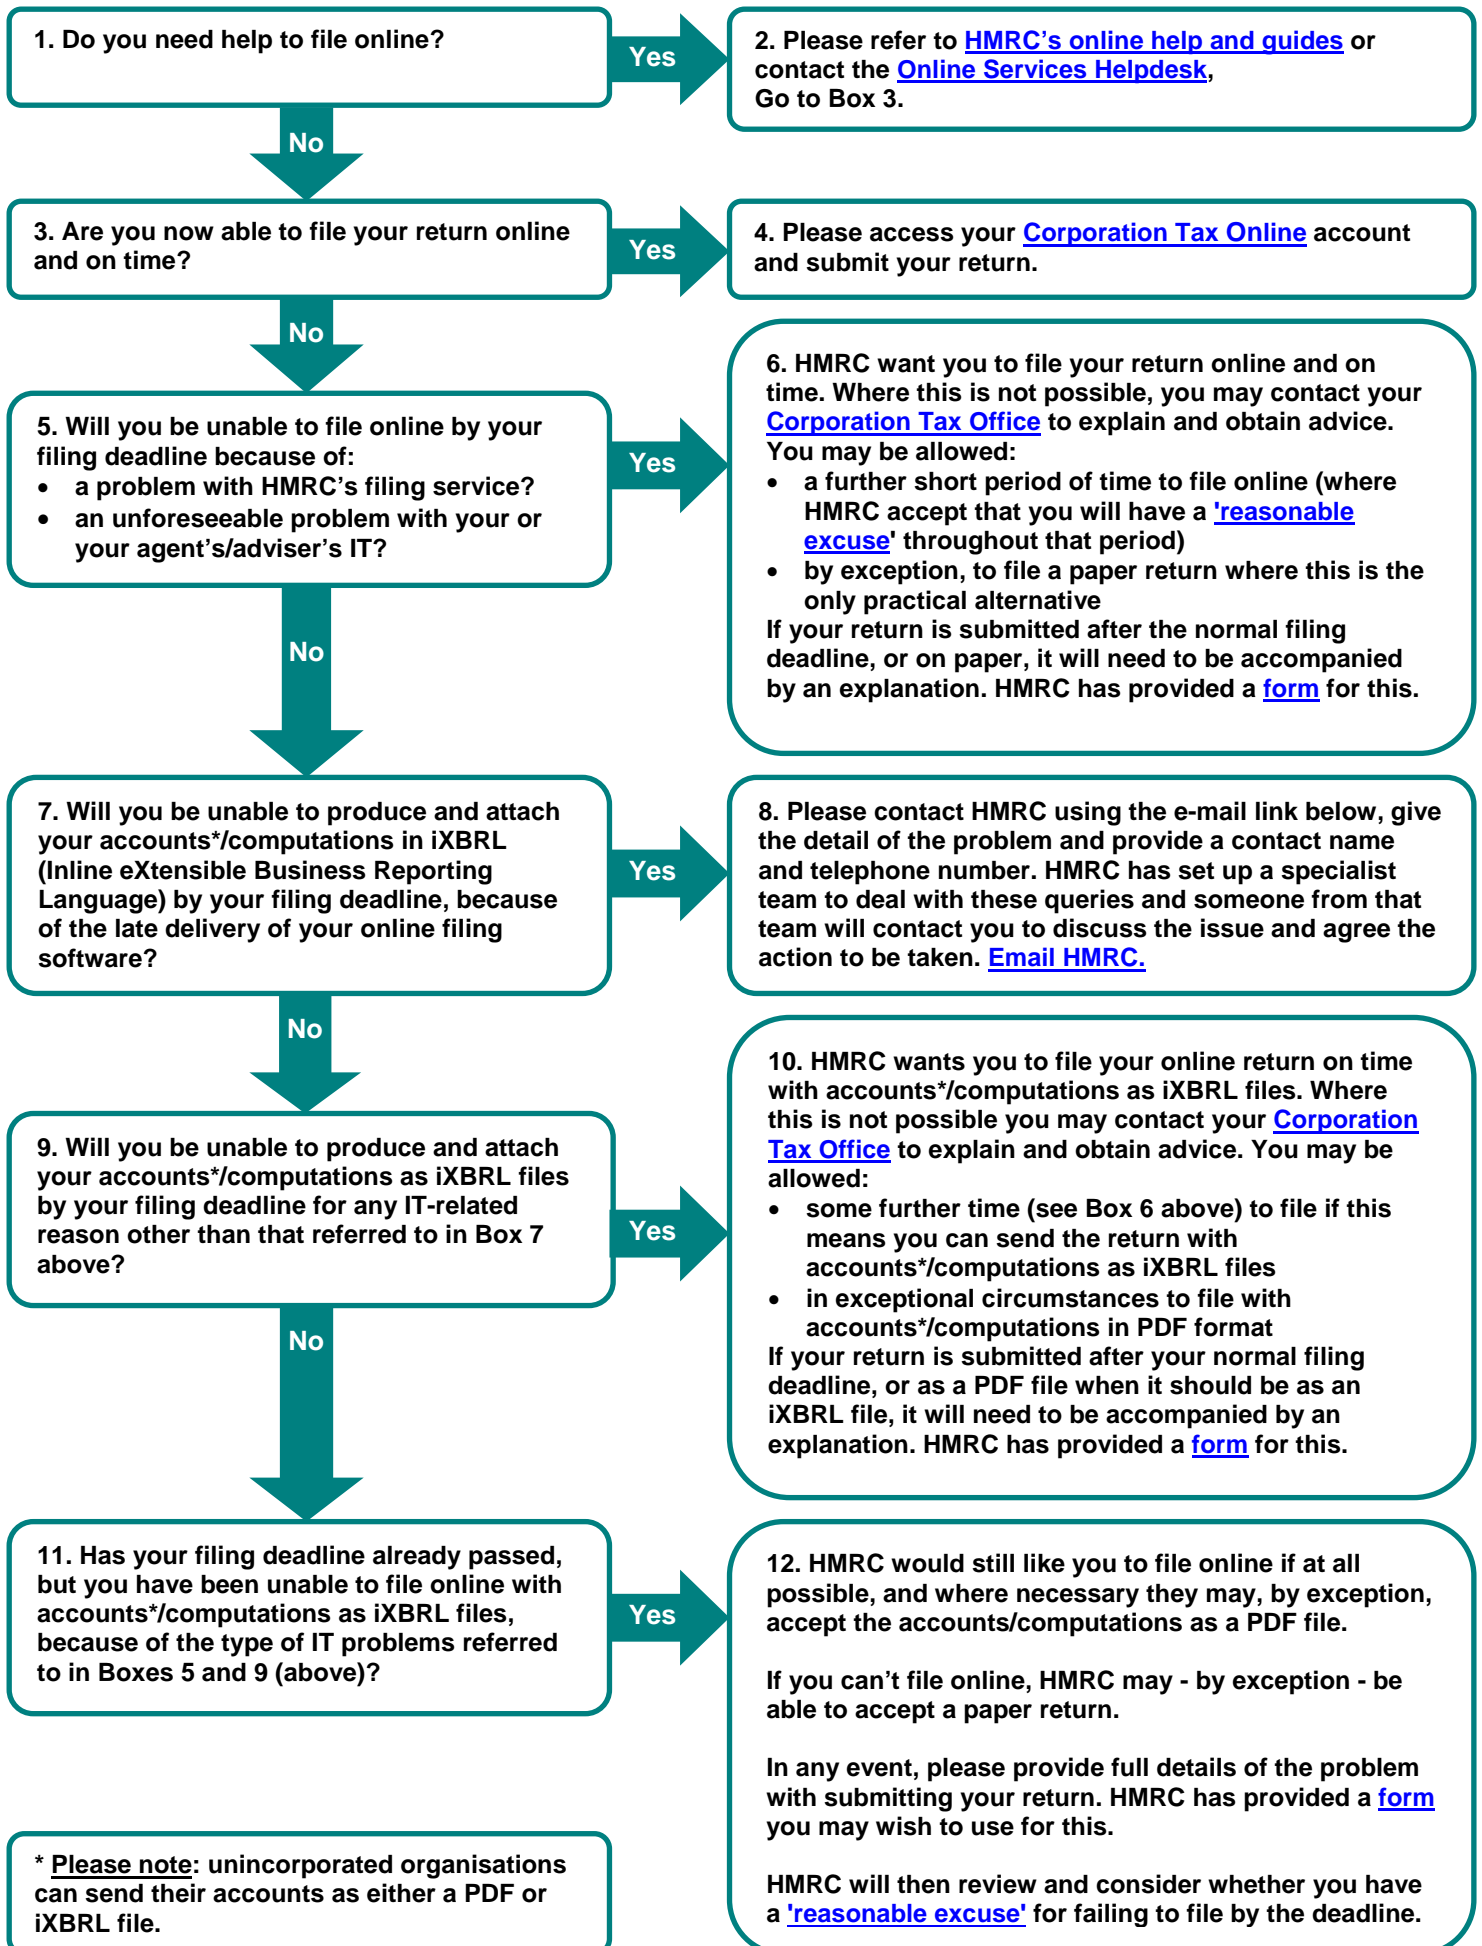 1. Do you need help to file online?
Yes
2. Please refer to HMRC's online help and guides or
contact the Online Services Helpdesk,
Go to Box 3.
No
3. Are you now able to file your return online
and on time?
Yes
4. Please access your Corporation Tax Online account
and submit your return.
No
5. Will you be unable to file online by your
filing deadline because of:
• a problem with HMRC's filing service?
• an unforeseeable problem with your or
your agent's/adviser's IT?
Yes
6. HMRC want you to file your return online and on
time. Where this is not possible, you may contact your
Corporation Tax Office to explain and obtain advice.
You may be allowed:
• a further short period of time to file online (where
HMRC accept that you will have a 'reasonable
excuse' throughout that period)
• by exception, to file a paper return where this is the
only practical alternative
If your return is submitted after the normal filing
deadline, or on paper, it will need to be accompanied
by an explanation. HMRC has provided a form for this.
No
7. Will you be unable to produce and attach
your accounts*/computations in iXBRL
(Inline eXtensible Business Reporting
Language) by your filing deadline, because
of the late delivery of your online filing
software?
Yes
8. Please contact HMRC using the e-mail link below, give
the detail of the problem and provide a contact name
and telephone number. HMRC has set up a specialist
team to deal with these queries and someone from that
team will contact you to discuss the issue and agree the
action to be taken. Email HMRC.
No
9. Will you be unable to produce and attach
your accounts*/computations as iXBRL files
by your filing deadline for any IT-related
reason other than that referred to in Box 7
above?
Yes
10. HMRC wants you to file your online return on time
with accounts*/computations as iXBRL files. Where
this is not possible you may contact your Corporation
Tax Office to explain and obtain advice. You may be
allowed:
• some further time (see Box 6 above) to file if this
means you can send the return with
accounts*/computations as iXBRL files
• in exceptional circumstances to file with
accounts*/computations in PDF format
If your return is submitted after your normal filing
deadline, or as a PDF file when it should be as an
iXBRL file, it will need to be accompanied by an
explanation. HMRC has provided a form for this.
No
11. Has your filing deadline already passed,
but you have been unable to file online with
accounts*/computations as iXBRL files,
because of the type of IT problems referred
to in Boxes 5 and 9 (above)?
Yes
12. HMRC would still like you to file online if at all
possible, and where necessary they may, by exception,
accept the accounts/computations as a PDF file.
If you can't file online, HMRC may - by exception - be
able to accept a paper return.
In any event, please provide full details of the problem
with submitting your return. HMRC has provided a form
you may wish to use for this.
HMRC will then review and consider whether you have
a 'reasonable excuse' for failing to file by the deadline.
* Please note: unincorporated organisations
can send their accounts as either a PDF or
iXBRL file.